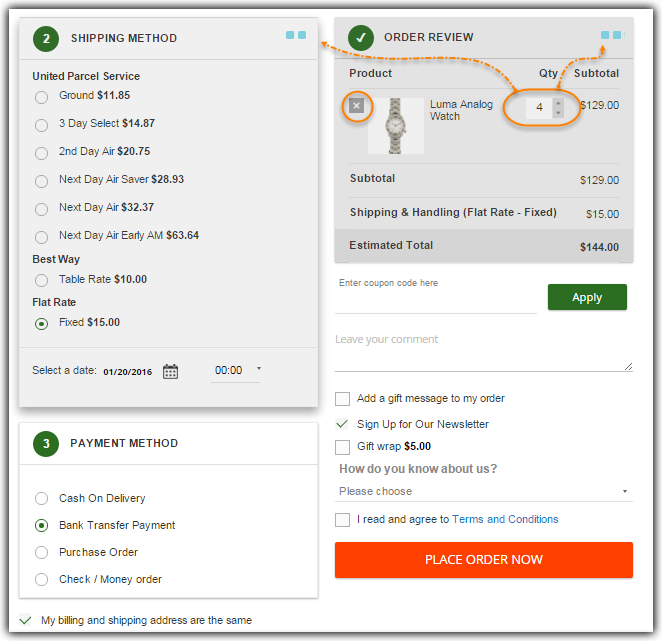 2 SHIPPING METHOD
United Parcel Service
Ground $11.85
3 Day Select $14.87
2nd Day Air $20.75
Next Day Air Saver $28.93
Next Day Air $32.37
Next Day Air Early AM $63.64
Best Way
Table Rate $10.00
Flat Rate
Fixed $15.00
Select a date: 01/20/2016 00:00
3 PAYMENT METHOD
Cash On Delivery
Bank Transfer Payment
Purchase Order
Check / Money order
My billing and shipping address are the same
ORDER REVIEW
Product Qty Subtotal
Luma Analog 4 $129.00
Watch
Subtotal $129.00
Shipping & Handling (Flat Rate - Fixed) $15.00
Estimated Total $144.00
Enter coupon code here
Apply
Leave your comment
Add a gift message to my order
Sign Up for Our Newsletter
Gift wrap $5.00
How do you know about us?
Please choose
I read and agree to Terms and Conditions
PLACE ORDER NOW